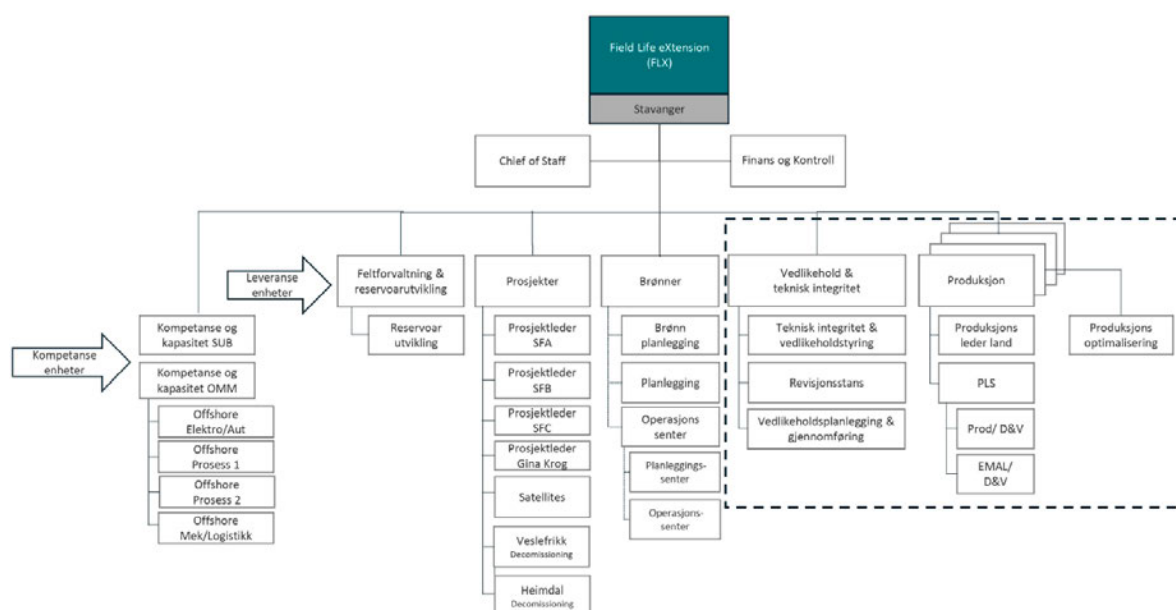 Field Life eXtension
(FLX)
Stavanger
Chief of Staff
Finans og Kontroll
Leveranse
enheter
Feltforvaltning &
reservoarutvikling
Reservoar
utvikling
Prosjekter
Prosjektleder
SFA
Prosjektleder
SFB
Prosjektleder
SFC
Prosjektleder
Gina Krog
Satellites
Veslefrikk
Decomissioning
Heimdal
Decomissioning
Brønner
Brønn
planlegging
Planlegging
Operasjons
senter
Planleggings-
senter
Operasjons-
senter
Vedlikehold &
teknisk integritet
Teknisk integritet &
vedlikeholdstyring
Revisjonsstans
Vedlikeholdsplanlegging &
gjennomføring
Produksjon
Produksjons
leder land
PLS
Prod/ D&V
EMAL/
D&V
Produksjons
optimalisering
Kompetanse
enheter
Kompetanse og
kapasitet SUB
Kompetanse og
kapasitet OMM
Offshore
Elektro/Aut
Offshore
Prosess 1
Offshore
Prosess 2
Offshore
Mek/Logistikk